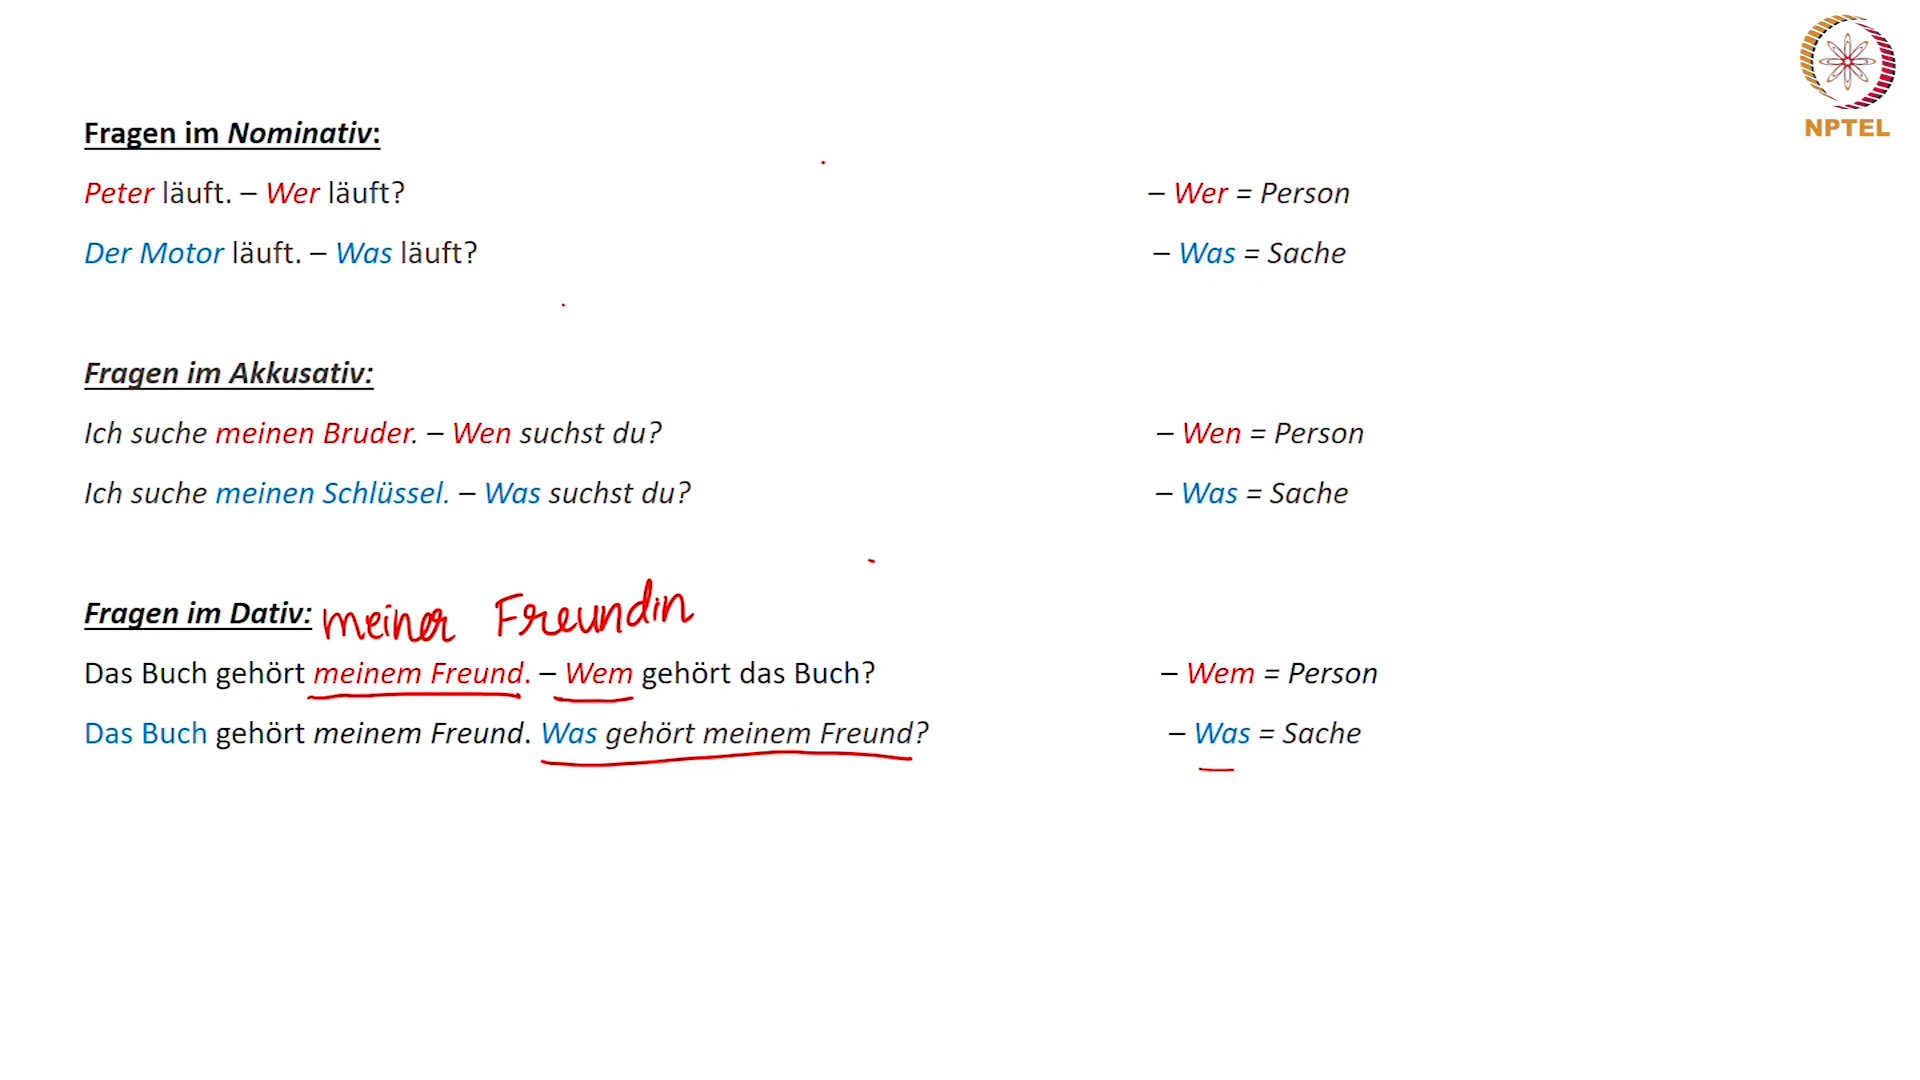 NPTEL
Fragen im Nominativ:
Peter läuft. – Wer läuft? – Wer = Person
Der Motor läuft. – Was läuft? – Was = Sache
Fragen im Akkusativ:
Ich suche meinen Bruder. – Wen suchst du? – Wen = Person
Ich suche meinen Schlüssel. – Was suchst du? – Was = Sache
Fragen im Dativ: meiner Freundin
Das Buch gehört meinem Freund. – Wem gehört das Buch? – Wem = Person
Das Buch gehört meinem Freund. Was gehört meinem Freund? – Was = Sache